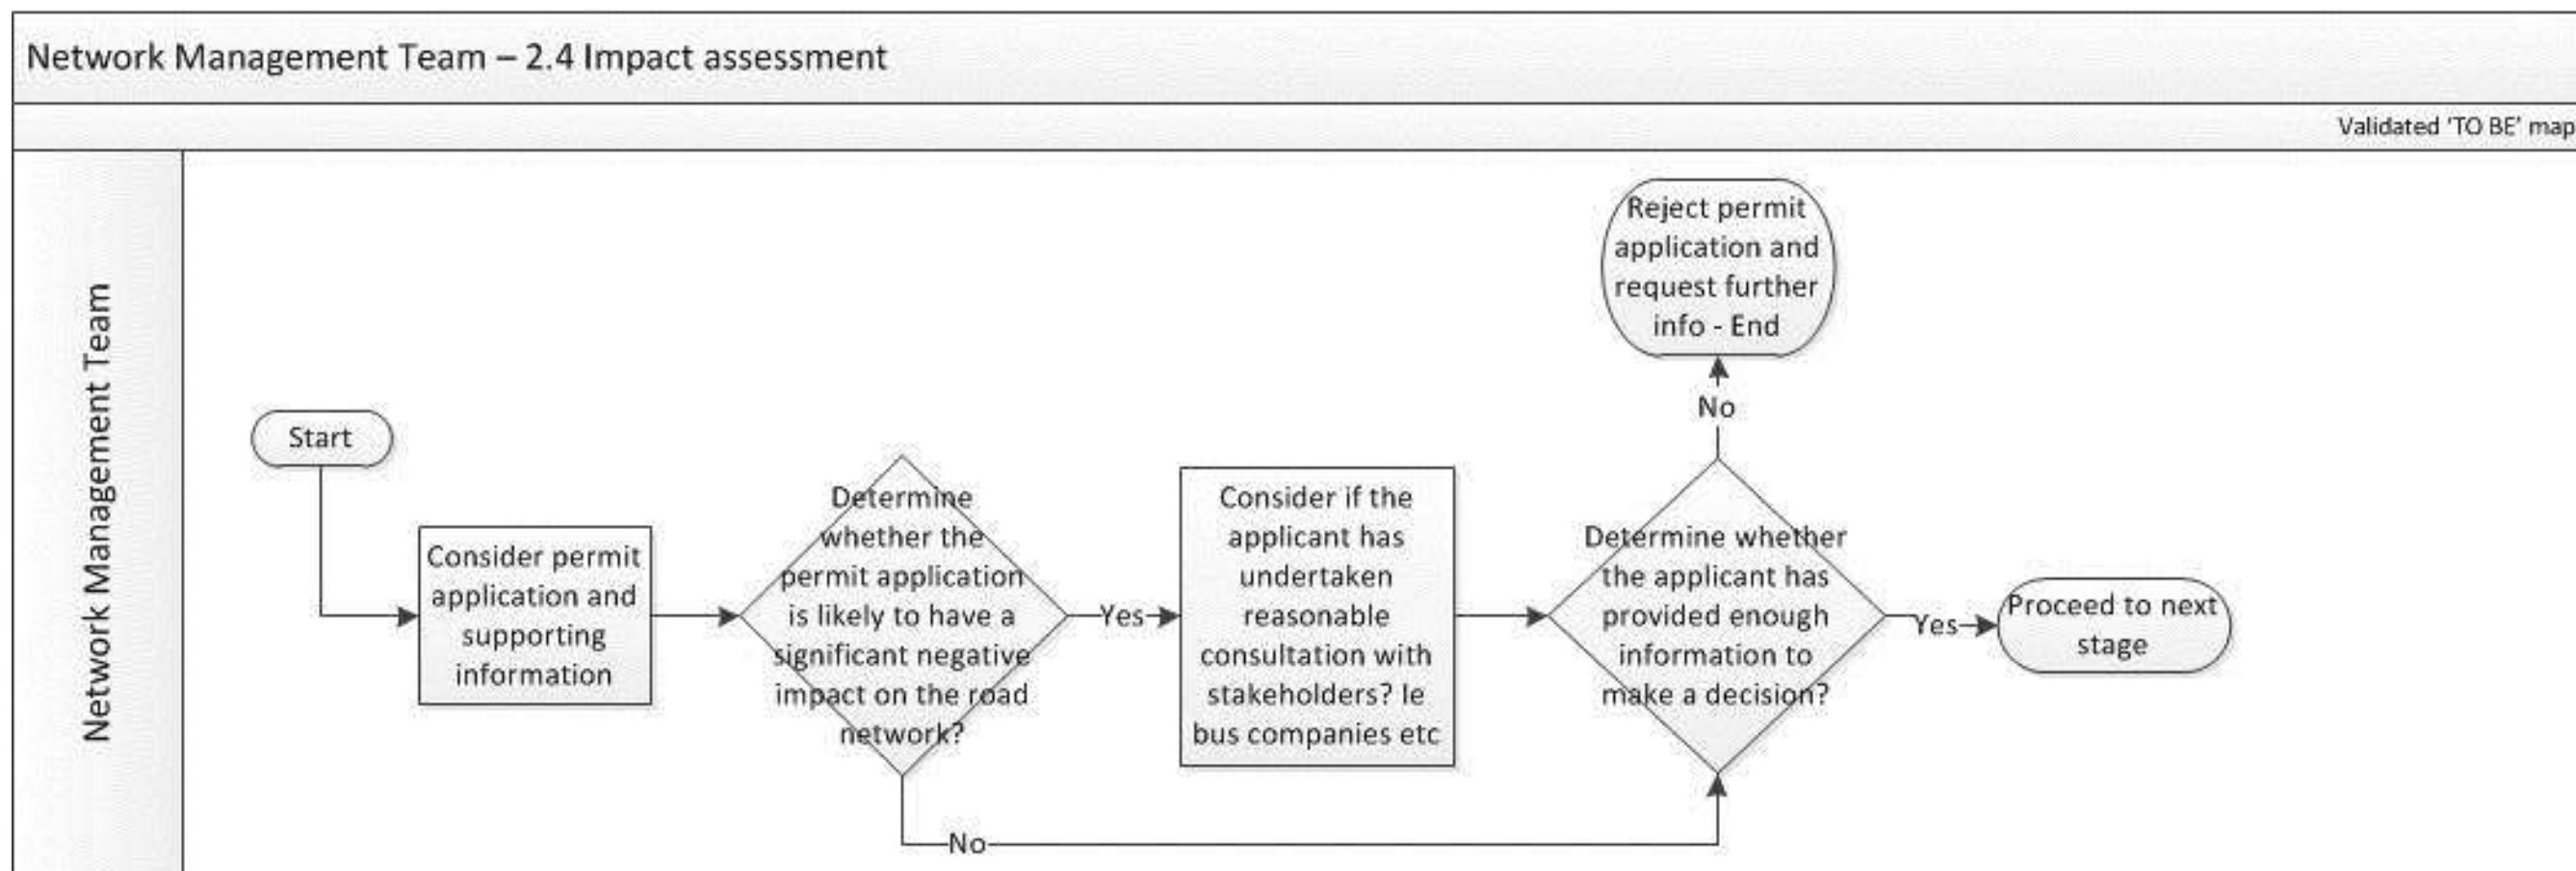 Network Management Team – 2.4 Impact assessment
Validated 'TO BE' map
Network Management Team
Start
Consider permit
application and
supporting
information
Determine
whether the
permit application
is likely to have a
significant negative
impact on the road
network?
Yes
No
Consider if the
applicant has
undertaken
reasonable
consultation with
stakeholders? Ie
bus companies etc
Determine whether
the applicant has
provided enough
information to
make a decision?
No
Reject permit
application and
request further
info - End
Yes
Proceed to next
stage